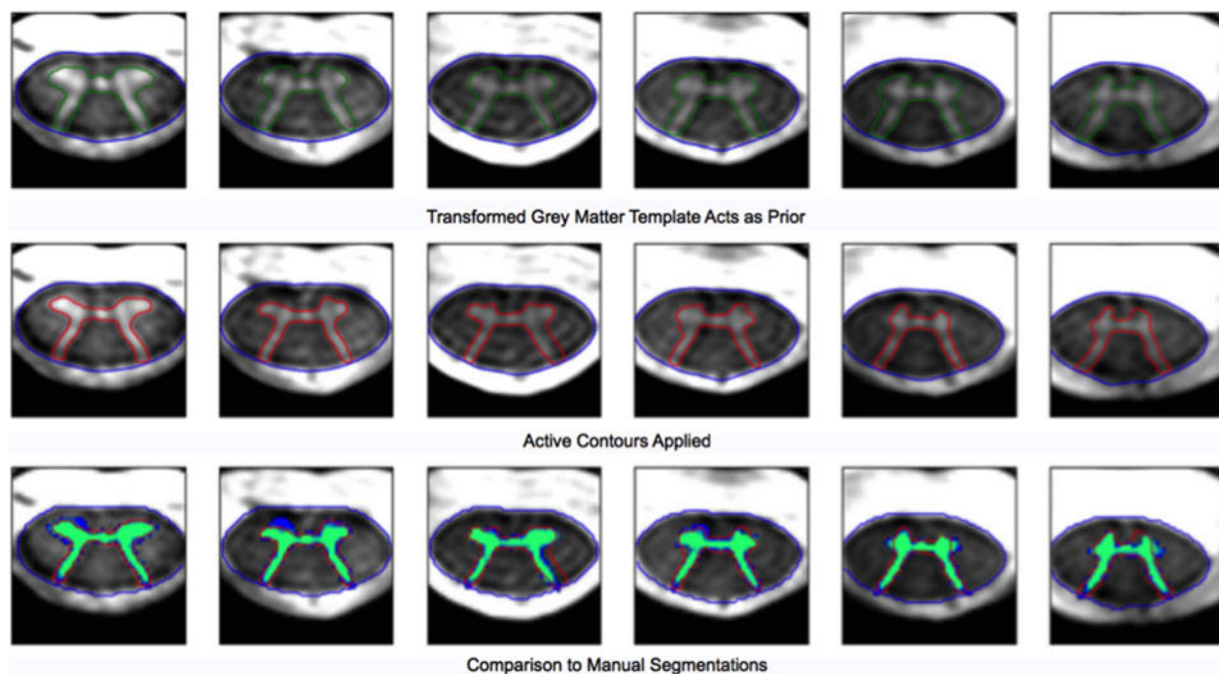 Transformed Grey Matter Template Acts as Prior
Active Contours Applied
Comparison to Manual Segmentations